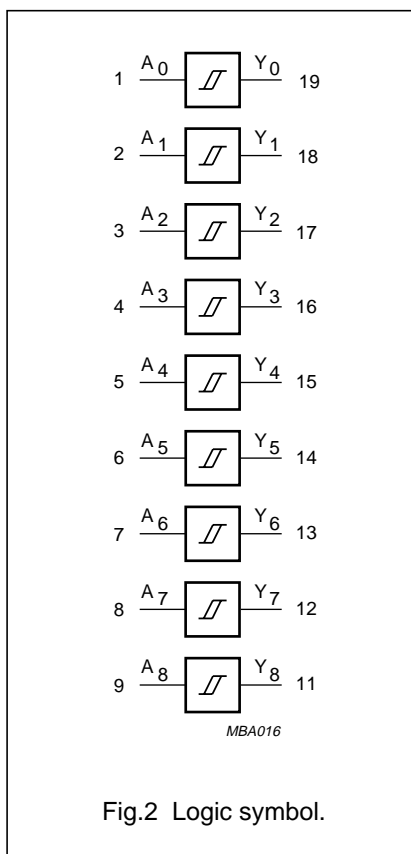 1 A0 Y0 19
2 A1 Y1 18
3 A2 Y2 17
4 A3 Y3 16
5 A4 Y4 15
6 A5 Y5 14
7 A6 Y6 13
8 A7 Y7 12
9 A8 Y8 11
MBA016
Fig.2 Logic symbol.